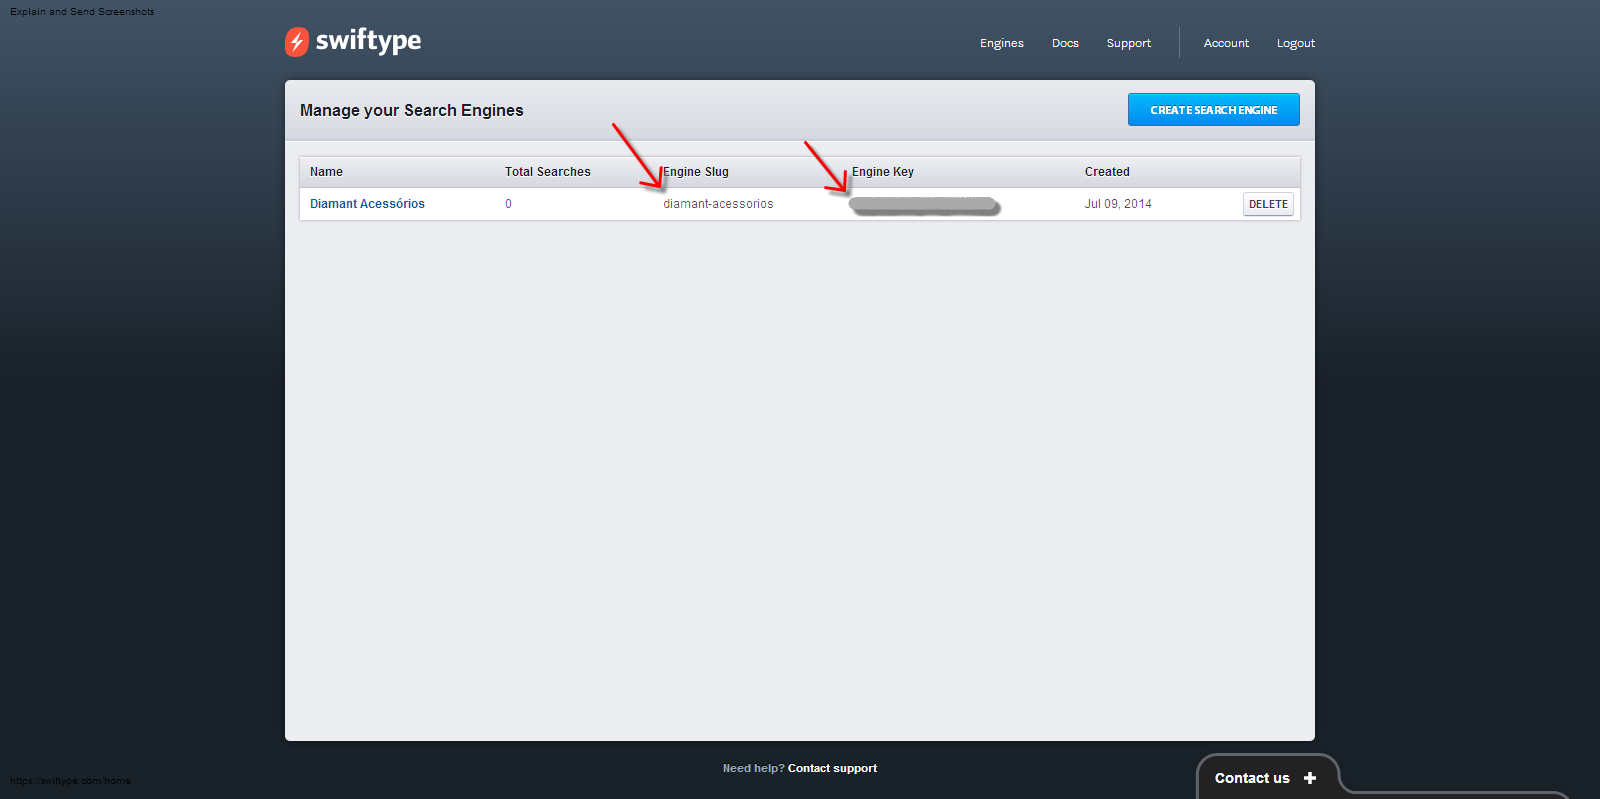 Explain and Send Screenshots
swiftype
Engines Docs Support Account Logout
Manage your Search Engines
CREATE SEARCH ENGINE
Name Total Searches Engine Slug Engine Key Created
Diamant Acessórios 0 diamant-acessorios Jul 09, 2014 DELETE
Need help? Contact support
Contact us +
https://swiftype.com/home